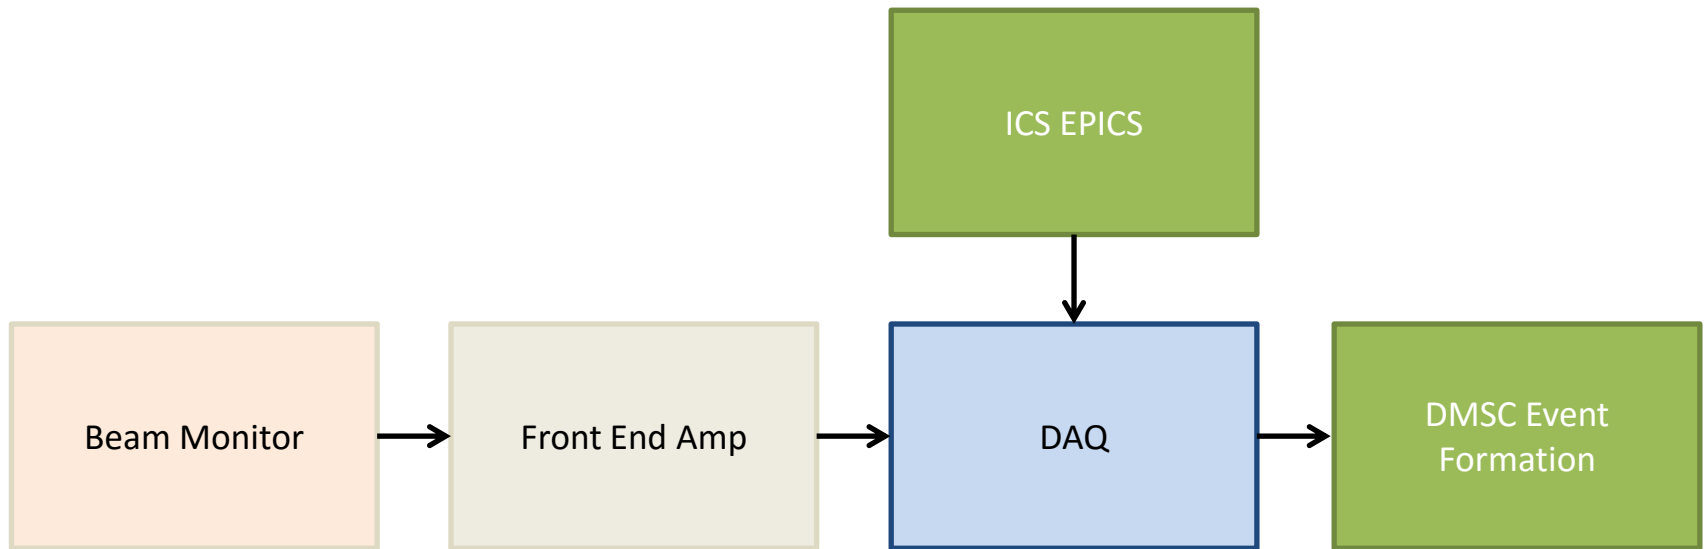 ICS EPICS
Beam Monitor
Front End Amp
DAQ
DMSC Event
Formation